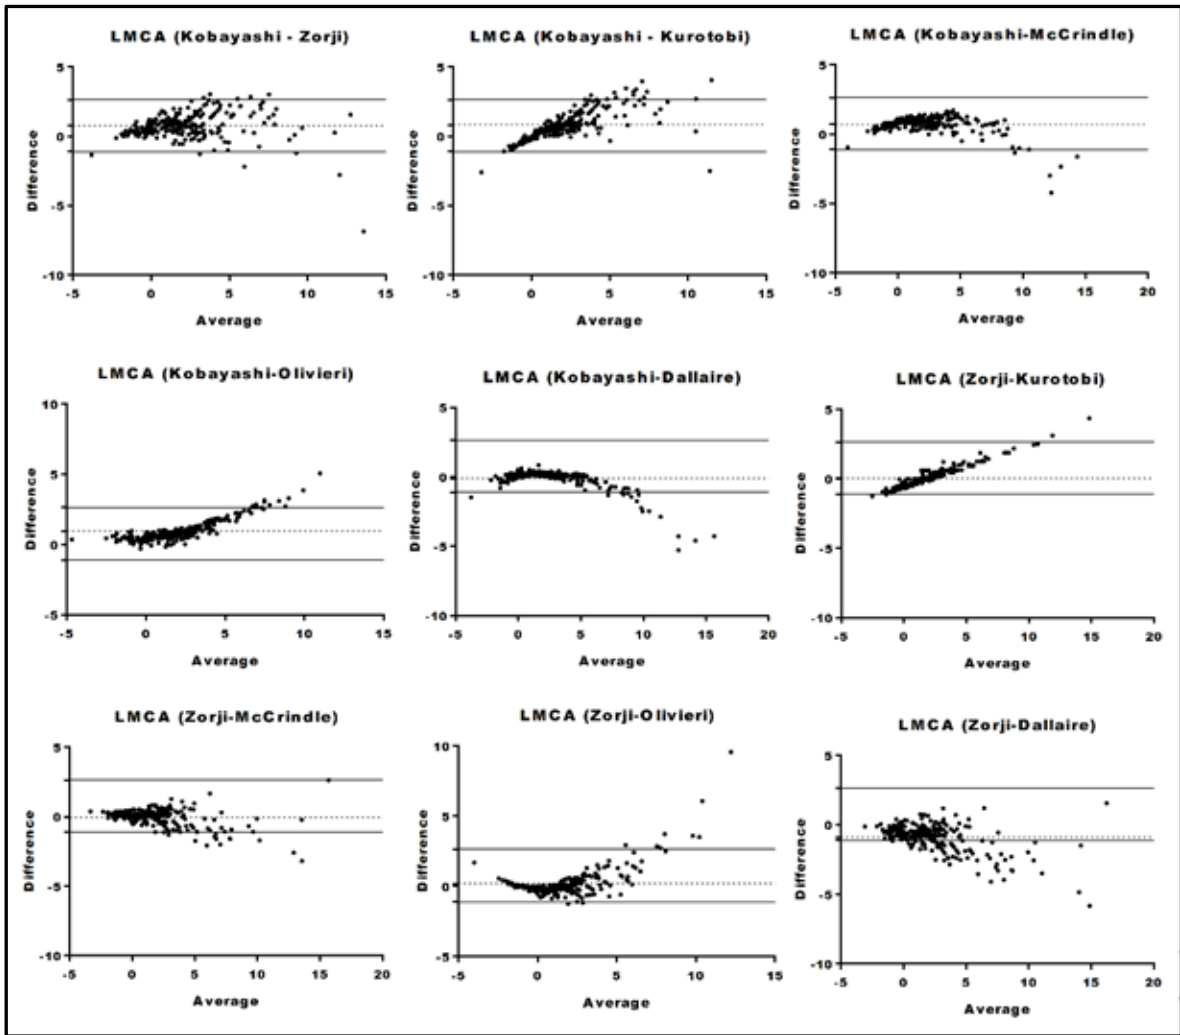 LMCA (Kobayashi - Zorji)
5
0
-5
-10
Difference
-5 0 5 10 15
Average
LMCA (Kobayashi - Kurotobi)
5
0
-5
-10
Difference
-5 0 5 10 15
Average
LMCA (Kobayashi-McCrindle)
5
0
-5
-10
Difference
-5 0 5 10 15 20
Average
LMCA (Kobayashi-Olivieri)
10
5
0
-5
Difference
-5 0 5 10 15
Average
LMCA (Kobayashi-Dallaire)
5
0
-5
-10
Difference
-5 0 5 10 15 20
Average
LMCA (Zorji-Kurotobi)
5
0
-5
-10
Difference
-5 0 5 10 15 20
Average
LMCA (Zorji-McCrindle)
5
0
-5
-10
Difference
-5 0 5 10 15 20
Average
LMCA (Zorji-Olivieri)
10
5
0
-5
Difference
-5 0 5 10 15
Average
LMCA (Zorji-Dallaire)
5
0
-5
-10
Difference
-5 0 5 10 15 20
Average